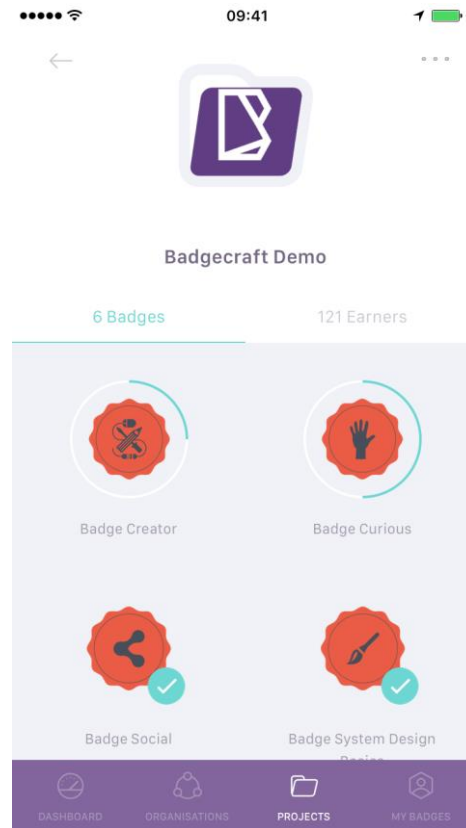 09:41
Badgecraft Demo
6 Badges
121 Earners
Badge Creator
Badge Curious
Badge Social
Badge System Design
DASHBOARD
ORGANISATIONS
PROJECTS
MY BADGES